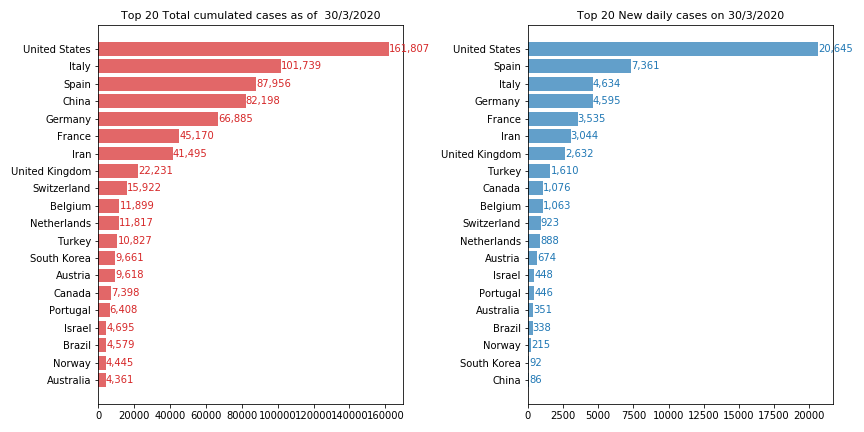 Top 20 Total cumulated cases as of  30/3/2020
United States 161,807
Italy 101,739
Spain 87,956
China 82,198
Germany 66,885
France 45,170
Iran 41,495
United Kingdom 22,231
Switzerland 15,922
Belgium 11,899
Netherlands 11,817
Turkey 10,827
South Korea 9,661
Austria 9,618
Canada 7,398
Portugal 6,408
Israel 4,695
Brazil 4,579
Norway 4,445
Australia 4,361
0 20000 40000 60000 80000 100000 120000 140000 160000
Top 20 New daily cases on 30/3/2020
United States 20,645
Spain 7,361
Italy 4,634
Germany 4,595
France 3,535
Iran 3,044
United Kingdom 2,632
Turkey 1,610
Canada 1,076
Belgium 1,063
Switzerland 923
Netherlands 888
Austria 674
Israel 448
Portugal 446
Australia 351
Brazil 338
Norway 215
South Korea 92
China 86
0 2500 5000 7500 10000 12500 15000 17500 20000